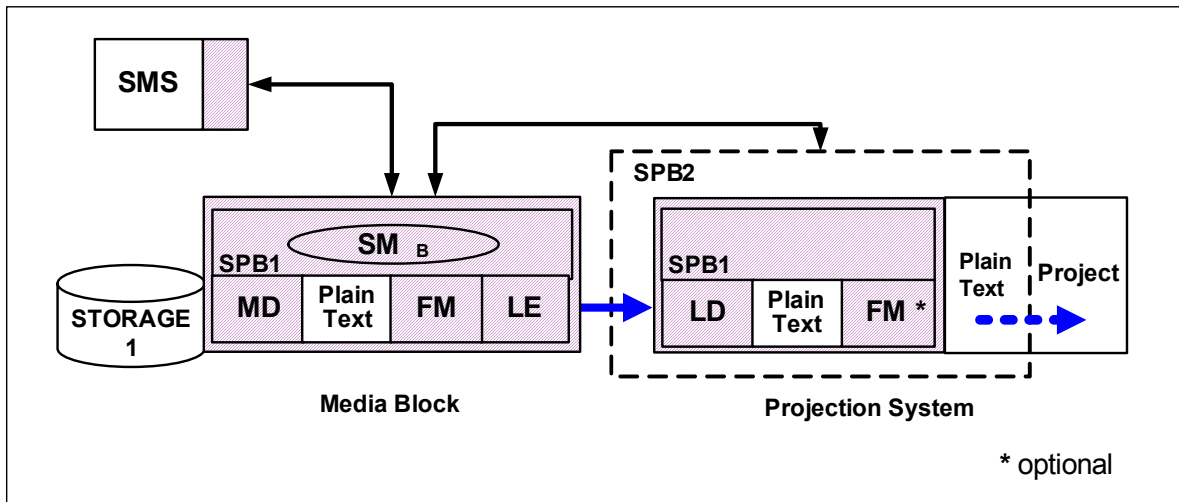 SMS
SPB2
SM B
SPB1
MD
Plain
Text
FM
LE
STORAGE
1
SPB1
LD
Plain
Text
FM *
Plain
Text
Project
Media Block
Projection System
* optional